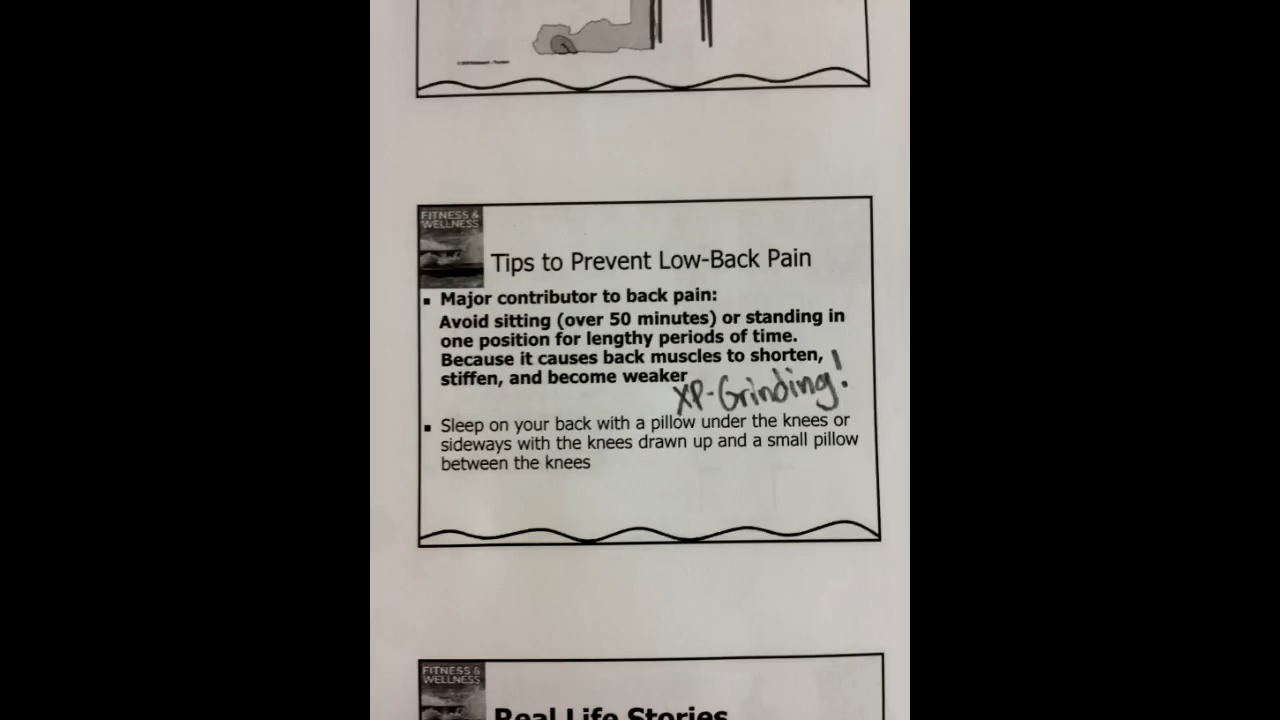 FITNESS &
WELLNESS
Tips to Prevent Low-Back Pain
▪ Major contributor to back pain:
Avoid sitting (over 50 minutes) or standing in
one position for lengthy periods of time.
Because it causes back muscles to shorten,
stiffen, and become weaker
XP-Grinding!
▪ Sleep on your back with a pillow under the knees or
sideways with the knees drawn up and a small pillow
between the knees
FITNESS &
WELLNESS
Real Life Stories